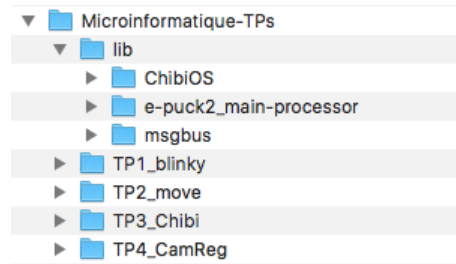 Microinformatique-TPs
lib
ChibiOS
e-puck2_main-processor
msgbus
TP1_blinky
TP2_move
TP3_Chibi
TP4_CamReg